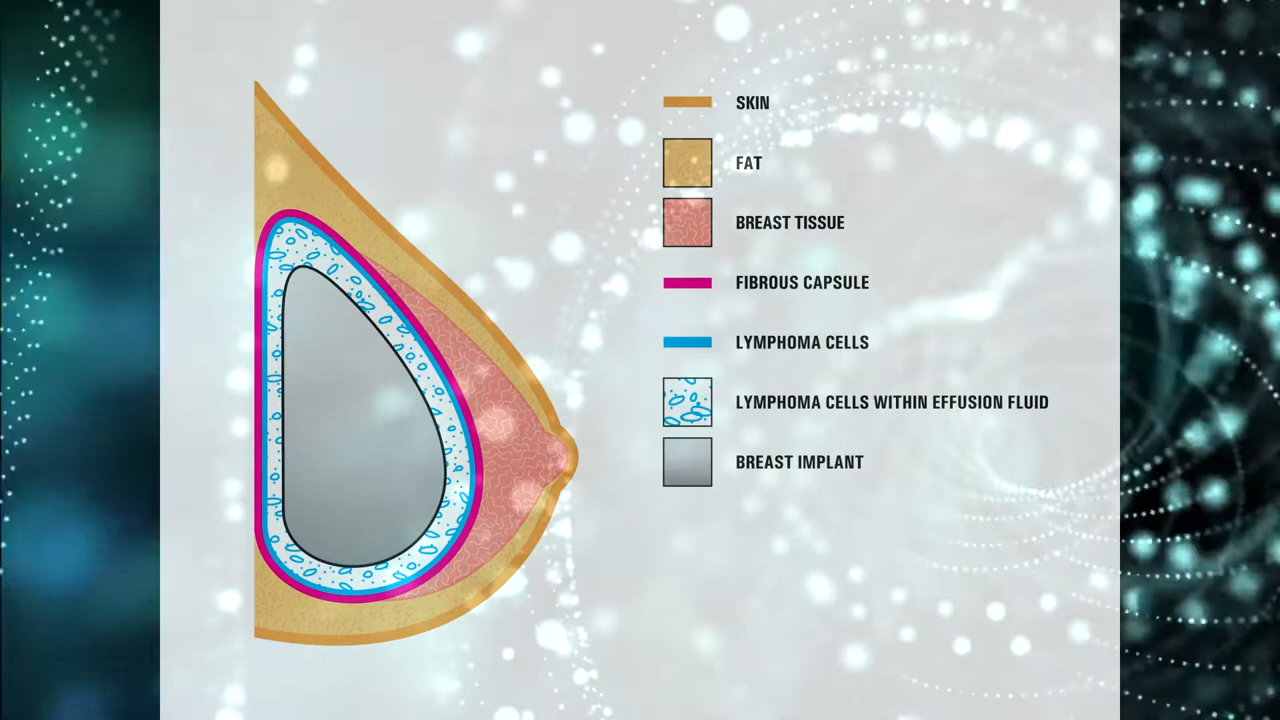 SKIN
FAT
BREAST TISSUE
FIBROUS CAPSULE
LYMPHOMA CELLS
LYMPHOMA CELLS WITHIN EFFUSION FLUID
BREAST IMPLANT